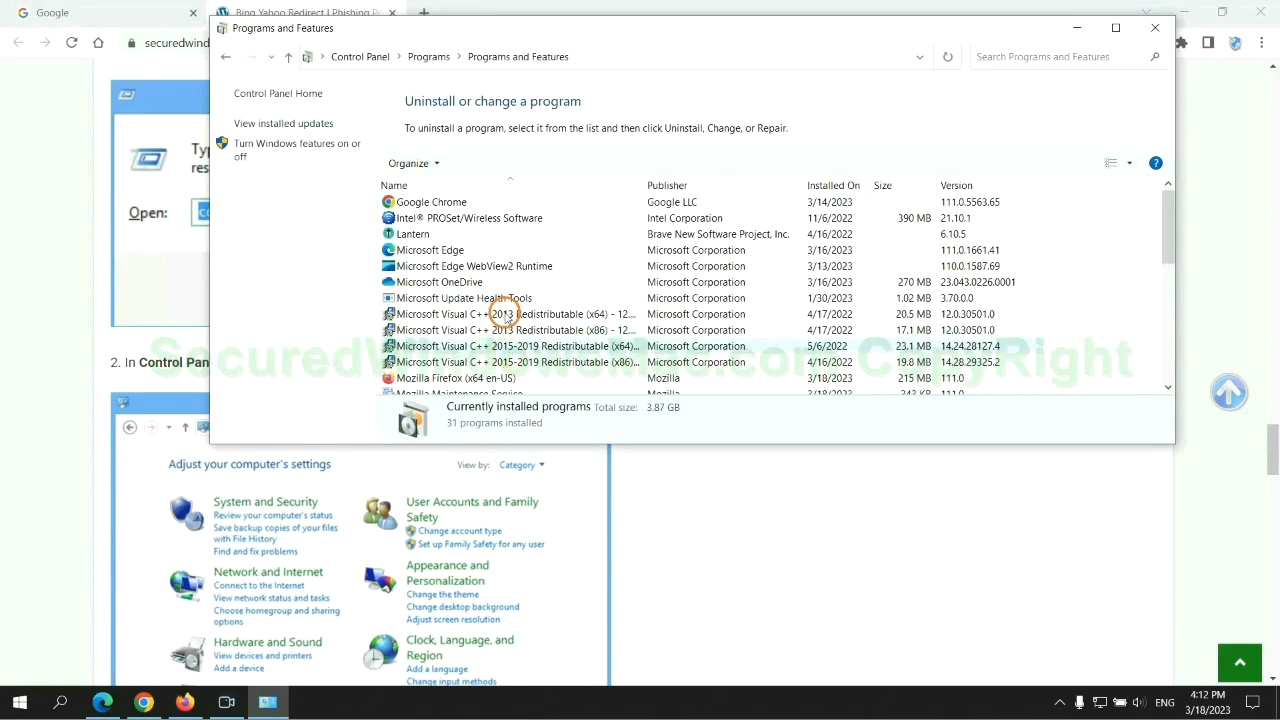 Google
Bing Yahoo Redirect | Phishing P
securedwind
Programs and Features
Control Panel
Programs
Programs and Features
Search Programs and Features
Control Panel Home
View installed updates
Turn Windows features on or
off
Uninstall or change a program
To uninstall a program, select it from the list and then click Uninstall, Change, or Repair.
Organize
Name Publisher Installed On Size Version
Google Chrome Google LLC 3/14/2023 111.0.5563.65
Intel® PROSet/Wireless Software Intel Corporation 11/6/2022 390 MB 21.10.1
Lantern Brave New Software Project, Inc. 4/16/2022 6.10.5
Microsoft Edge Microsoft Corporation 3/16/2023 111.0.1661.41
Microsoft Edge WebView2 Runtime Microsoft Corporation 3/13/2023 110.0.1587.69
Microsoft OneDrive Microsoft Corporation 3/16/2023 270 MB 23.043.0226.0001
Microsoft Update Health Tools Microsoft Corporation 1/30/2023 1.02 MB 3.70.0.0
Microsoft Visual C++ 2013 Redistributable (x64) - 12.... Microsoft Corporation 4/17/2022 20.5 MB 12.0.30501.0
Microsoft Visual C++ 2013 Redistributable (x86) - 12.... Microsoft Corporation 4/17/2022 17.1 MB 12.0.30501.0
Microsoft Visual C++ 2015-2019 Redistributable (x64)... Microsoft Corporation 5/6/2022 23.1 MB 14.24.28127.4
Microsoft Visual C++ 2015-2019 Redistributable (x86)... Microsoft Corporation 4/16/2022 19.8 MB 14.28.29325.2
Mozilla Firefox (x64 en-US) Mozilla 3/18/2023 215 MB 111.0
Mozilla Maintenance Service Mozilla 3/18/2023 343 KB 111.0
Currently installed programs Total size: 3.87 GB
31 programs installed
Open:
2. In Control Pan
Adjust your computer's settings
View by: Category
System and Security
Review your computer's status
Save backup copies of your files
with File History
Find and fix problems
Network and Internet
Connect to the Internet
View network status and tasks
Choose homegroup and sharing
options
Hardware and Sound
View devices and printers
Add a device
User Accounts and Family
Safety
Change account type
Set up Family Safety for any user
Appearance and
Personalization
Change the theme
Change desktop background
Adjust screen resolution
Clock, Language, and
Region
Add a language
Change input methods
ENG
4:12 PM
3/18/2023